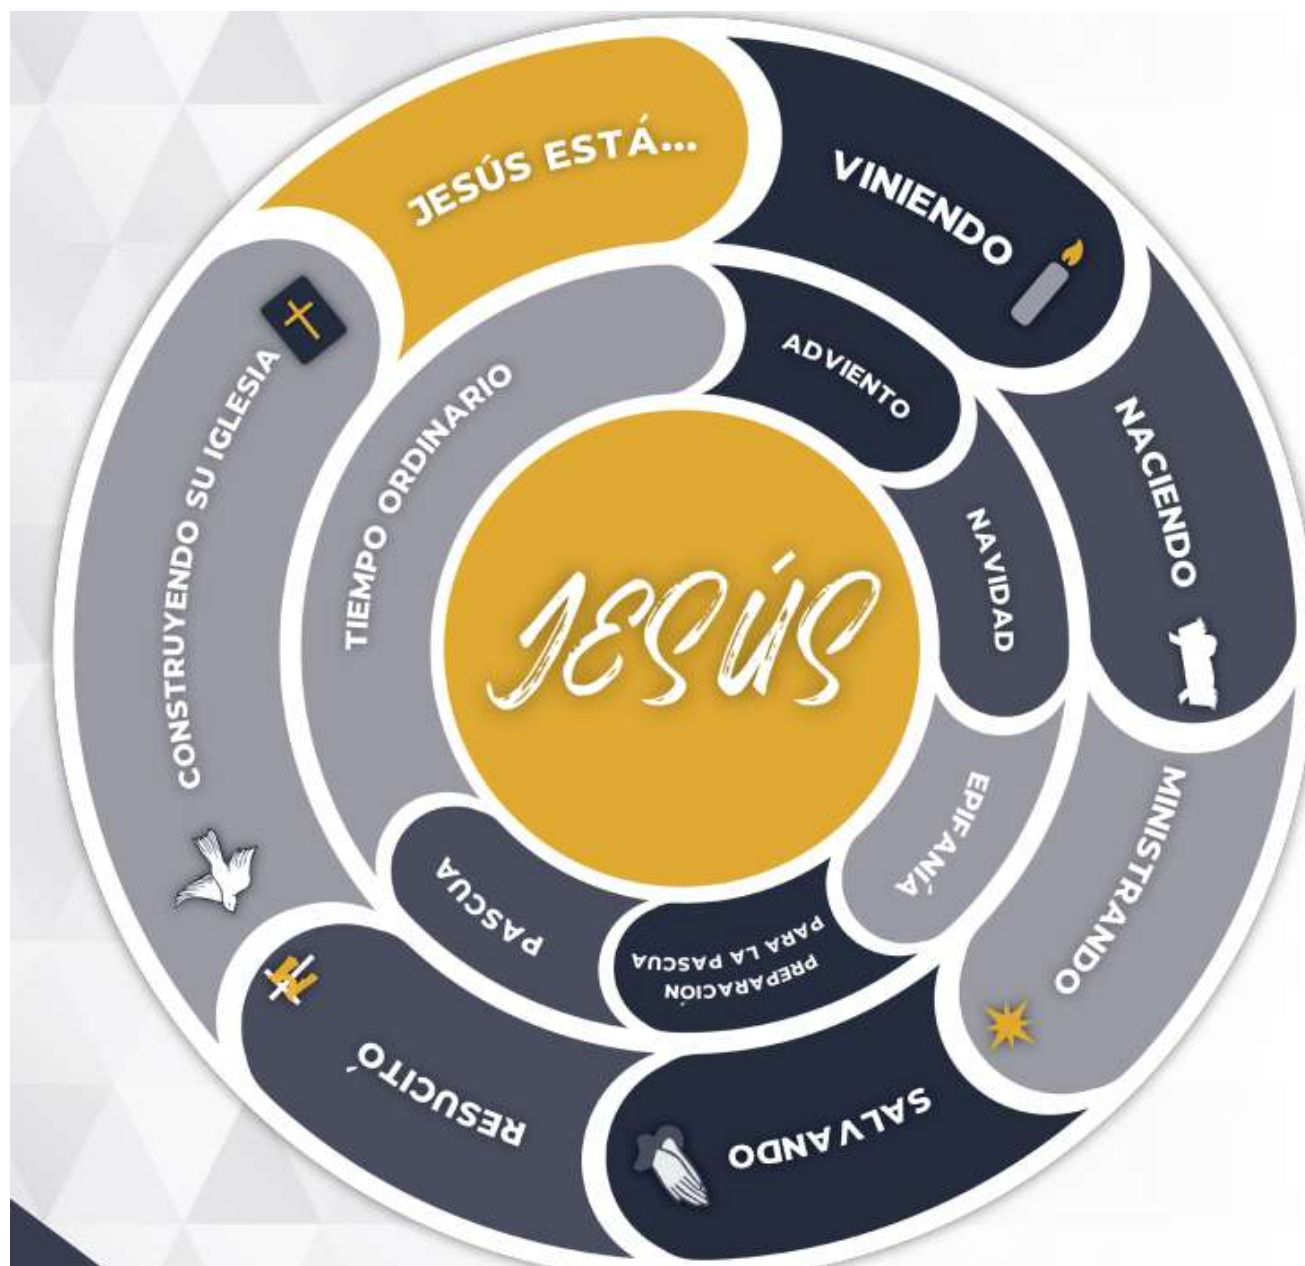 JESÚS ESTÁ...
VINIENDO
NACIENDO
MINISTRANDO
SALVANDO
RESUCITÓ
CONSTRUYENDO SU IGLESIA
ADVIENTO
NAVIDAD
EPIFANÍA
PREPARACIÓN
PARA LA PASCUA
PASCUA
TIEMPO ORDINARIO
JESÚS